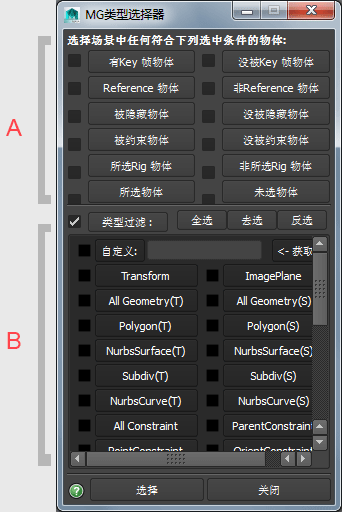 MG类型选择器
选择场景中任何符合下列选中条件的物体:
A
有Key 帧物体 没被Key 帧物体
Reference 物体 非Reference 物体
被隐藏物体 没被隐藏物体
被约束物体 没被约束物体
所选Rig 物体 非所选Rig 物体
所选物体 未选物体
类型过滤： 全选 去选 反选
B
自定义: <- 获取
Transform ImagePlane
All Geometry(T) All Geometry(S)
Polygon(T) Polygon(S)
NurbsSurface(T) NurbsSurface(S)
Subdiv(T) Subdiv(S)
NurbsCurve(T) NurbsCurve(S)
All Constraint ParentConstraint
PointConstraint OrientConstraint
? 选择 关闭